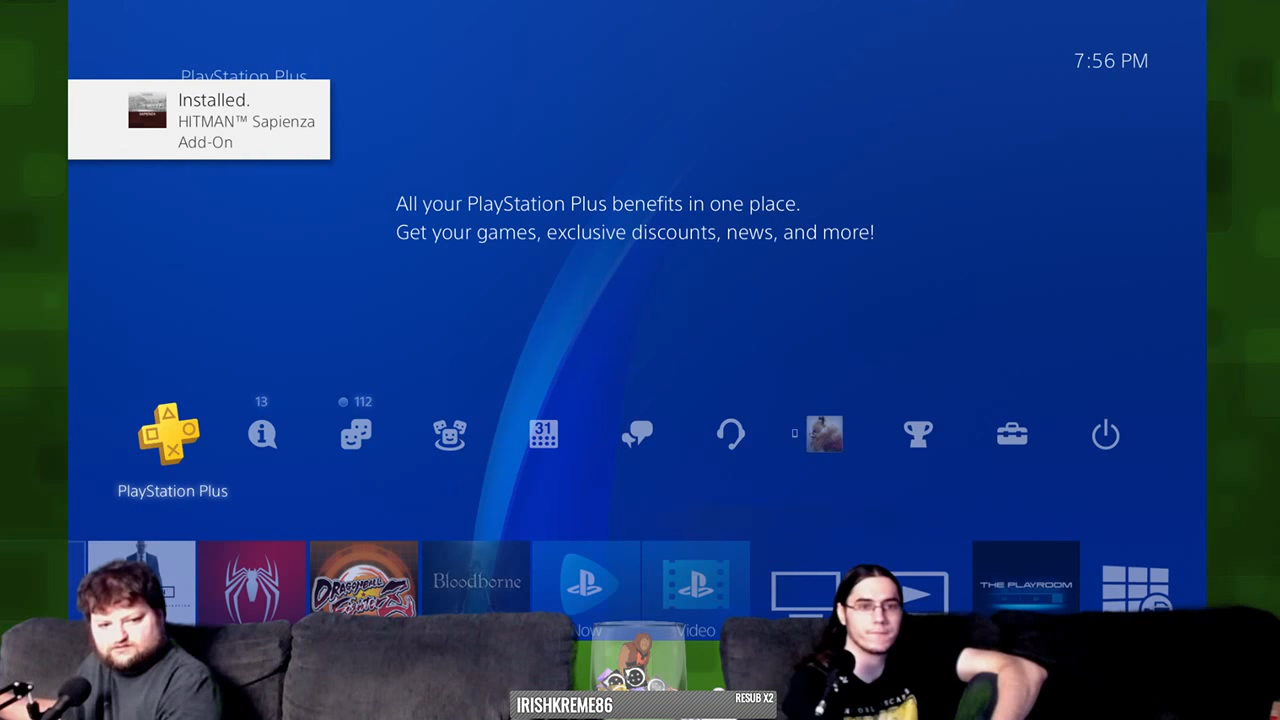 PlayStation Plus
7:56 PM
Installed.
HITMAN™ Sapienza
Add-On
All your PlayStation Plus benefits in one place.
Get your games, exclusive discounts, news, and more!
13
112
31
PlayStation Plus
DRAGONBALL
FIGHTERZ
Bloodborne
THE PLAYROOM
Now
Video
IRISHKREME86
RESUB X2